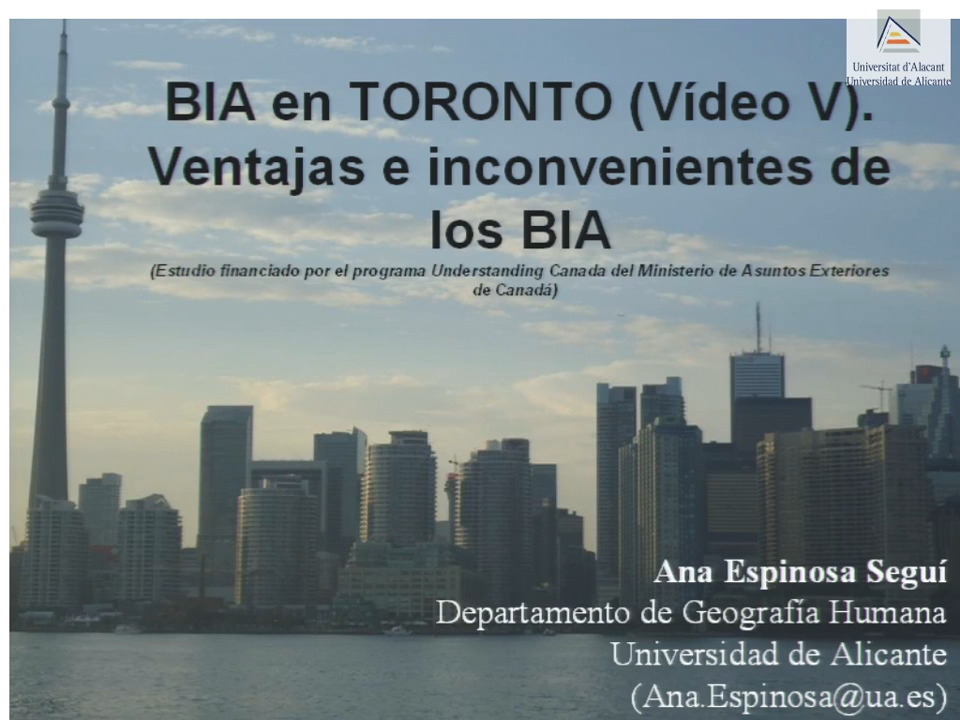 Universitat d'Alacant
Universidad de Alicante
BIA en TORONTO (Vídeo V).
Ventajas e inconvenientes de
los BIA
(Estudio financiado por el programa Understanding Canada del Ministerio de Asuntos Exteriores
de Canadá)
Ana Espinosa Seguí
Departamento de Geografía Humana
Universidad de Alicante
(Ana.Espinosa@ua.es)